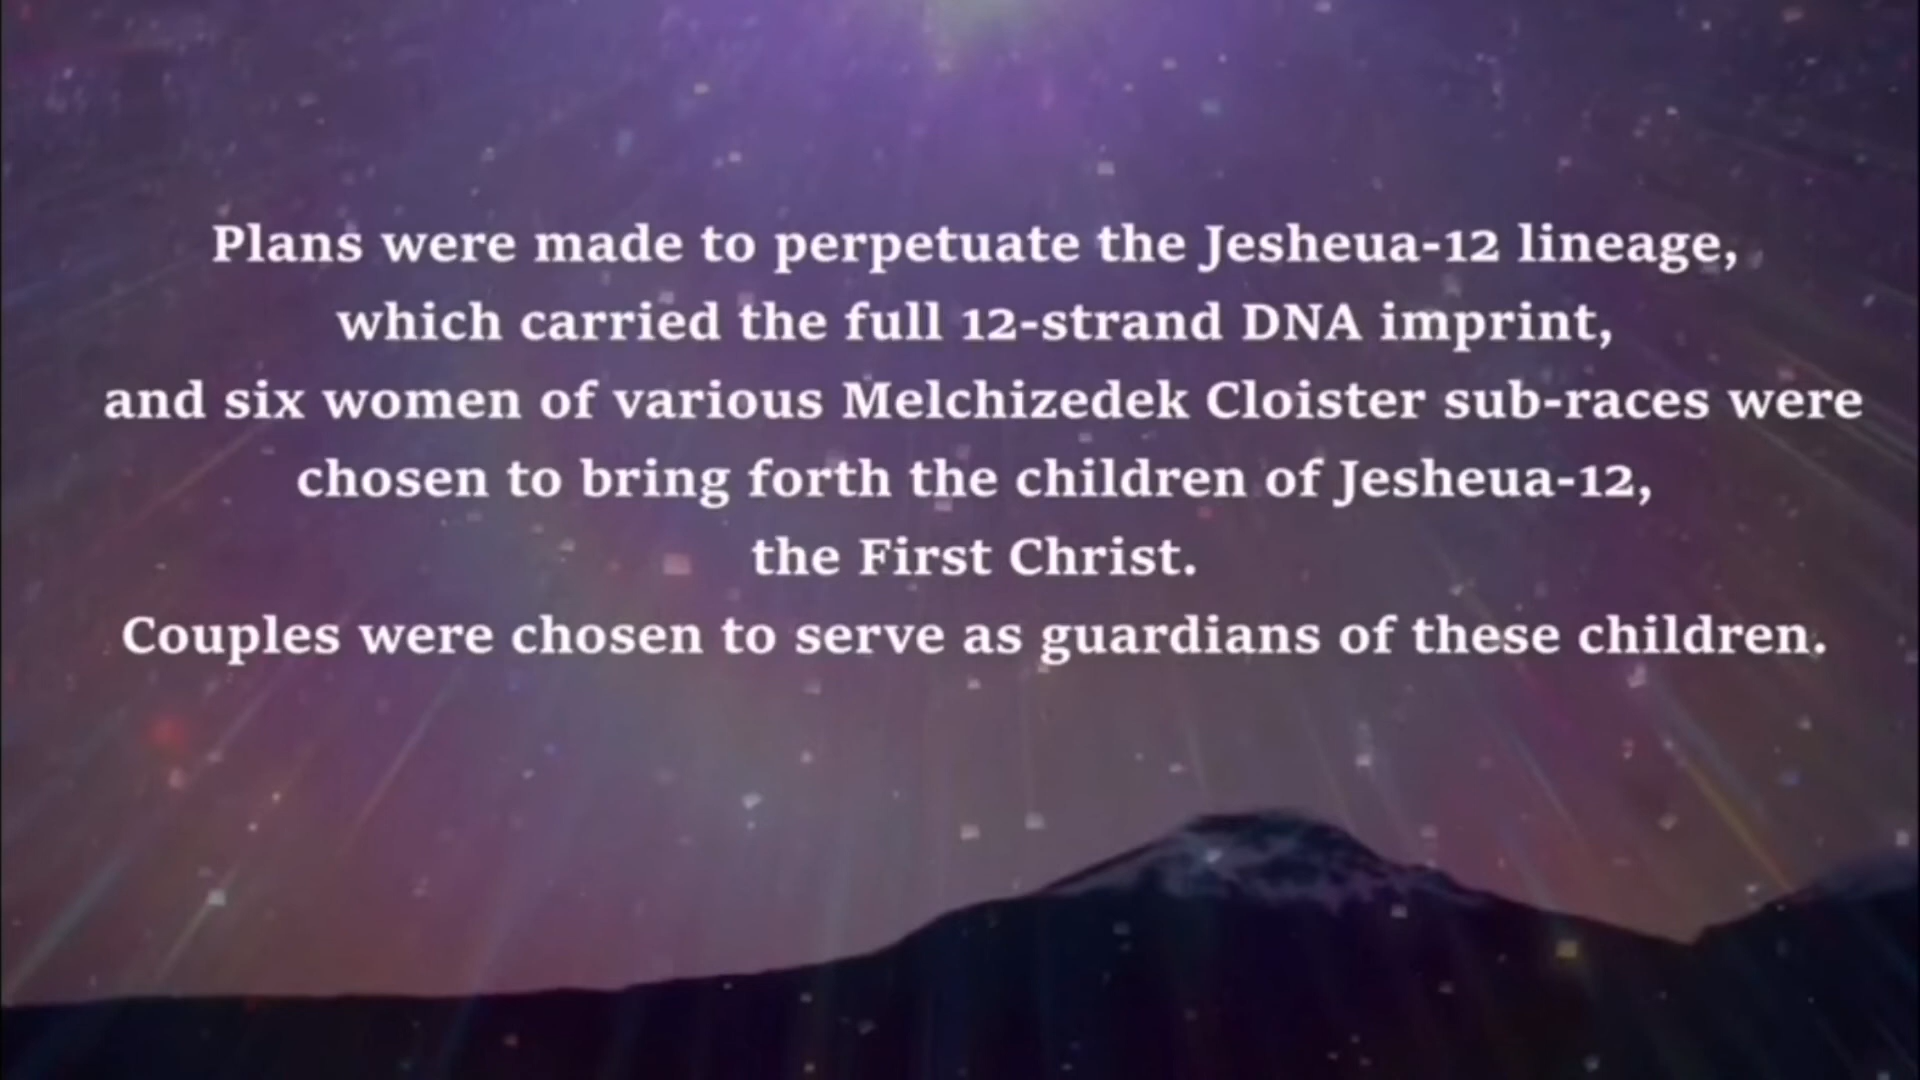 Plans were made to perpetuate the Jesheua-12 lineage,
which carried the full 12-strand DNA imprint,
and six women of various Melchizedek Cloister sub-races were
chosen to bring forth the children of Jesheua-12,
the First Christ.
Couples were chosen to serve as guardians of these children.